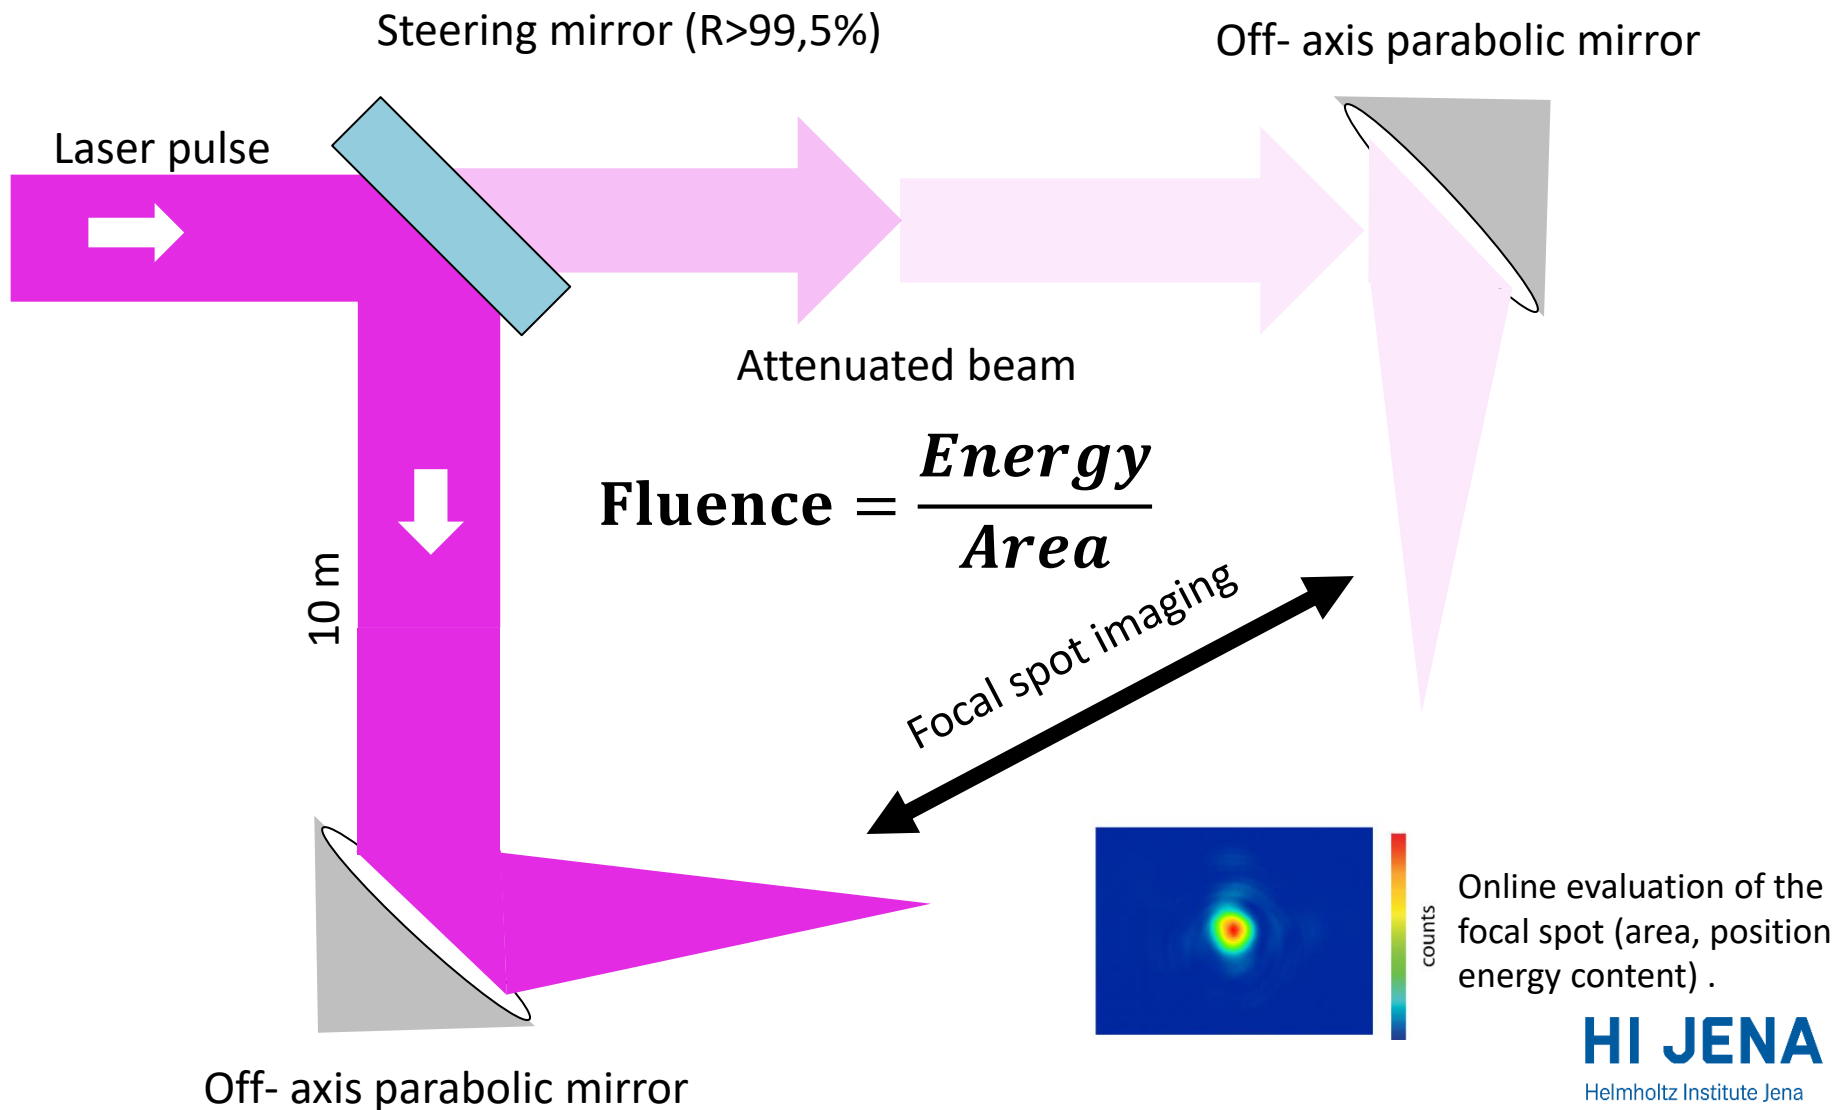 Steering mirror (R>99,5%)
Off- axis parabolic mirror
Laser pulse
Attenuated beam
Fluence = Energy / Area
10 m
Focal spot imaging
counts
Online evaluation of the
focal spot (area, position
energy content) .
HI JENA
Helmholtz Institute Jena
Off- axis parabolic mirror